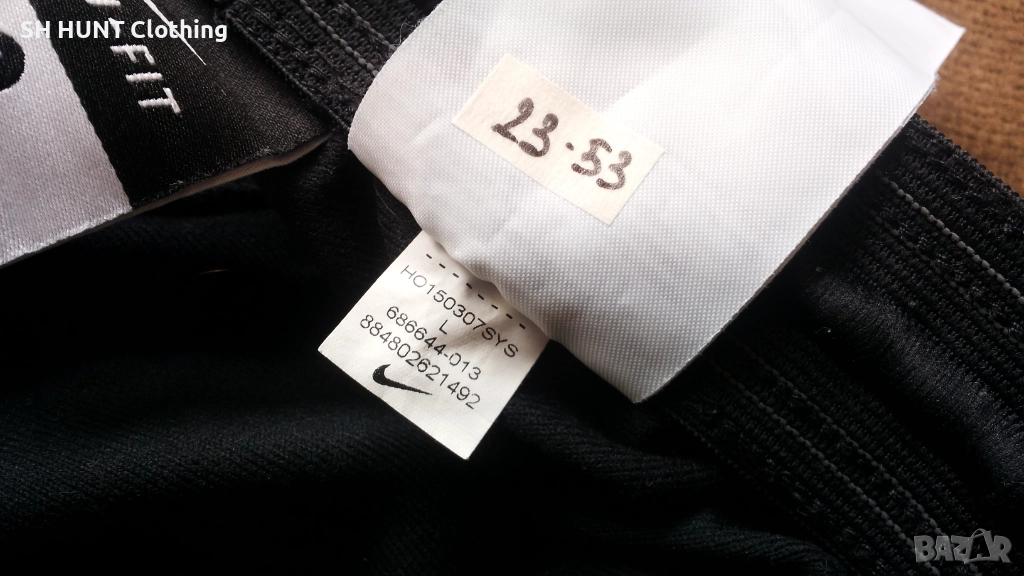 SH HUNT Clothing
FIT
23-53
HO150307SYS
L
686644-013
884802621492
BAZAR